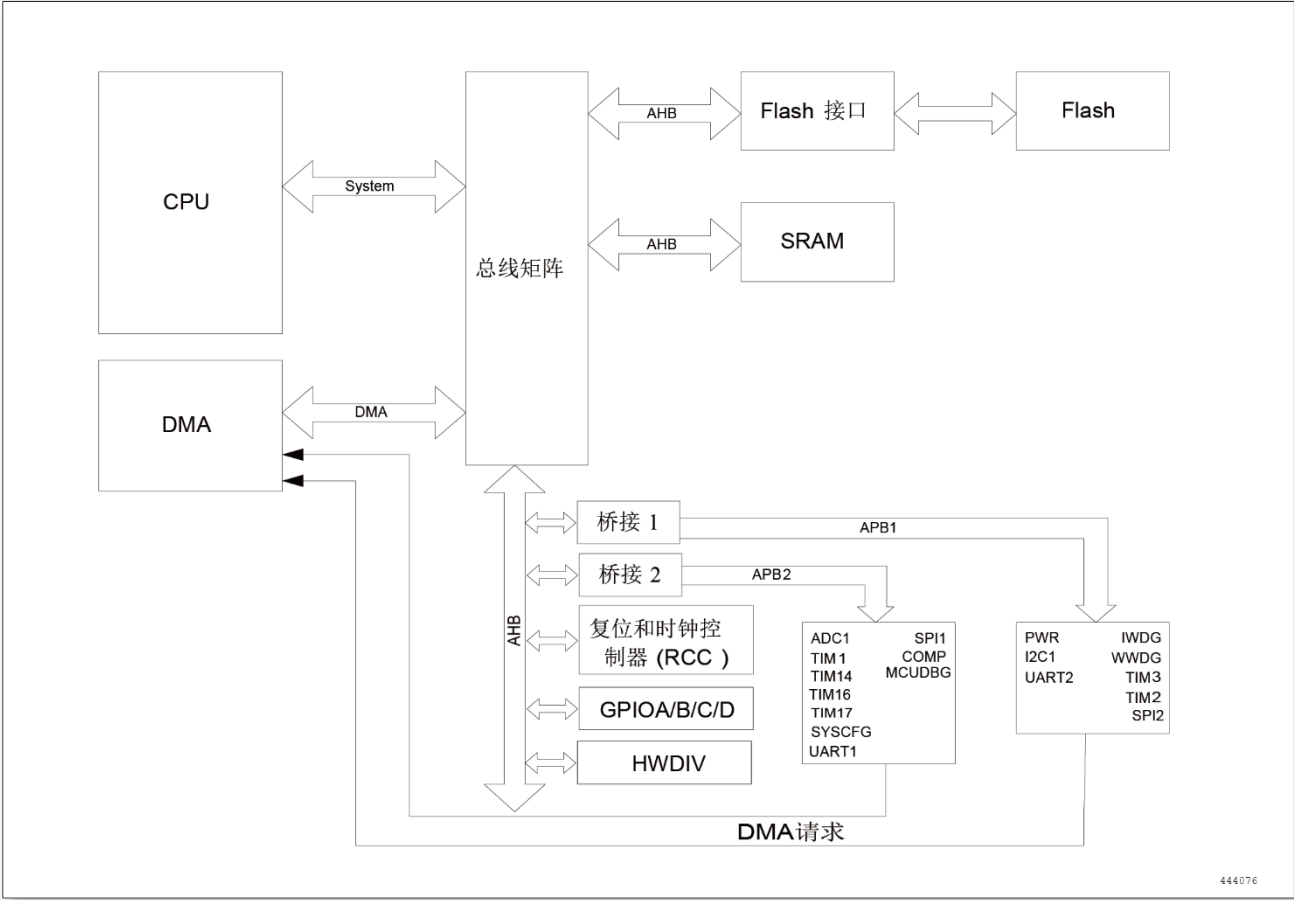 CPU
System
总线矩阵
AHB
Flash 接口
Flash
AHB
SRAM
DMA
DMA
AHB
桥接 1
APB1
桥接 2
APB2
复位和时钟控
制器 (RCC )
GPIOA/B/C/D
HWDIV
ADC1
TIM1
TIM14
TIM16
TIM17
SYSCFG
UART1
SPI1
COMP
MCUDBG
PWR
I2C1
UART2
IWDG
WWDG
TIM3
TIM2
SPI2
DMA请求
444076